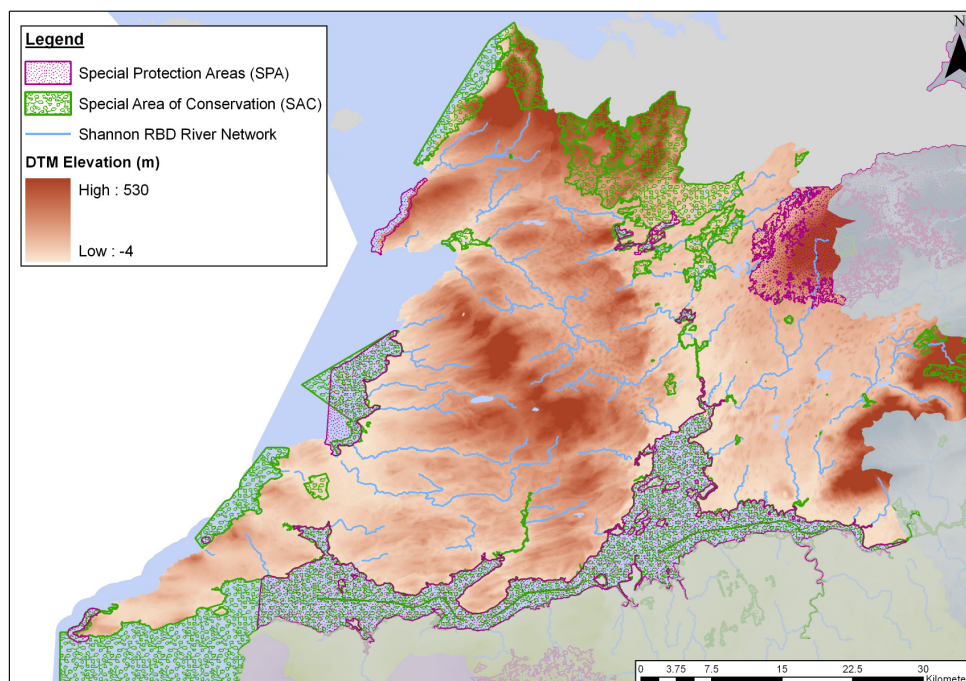 Legend
Special Protection Areas (SPA)
Special Area of Conservation (SAC)
Shannon RBD River Network
DTM Elevation (m)
High : 530
Low : -4
N
0 3.75 7.5 15 22.5 30
Kilomete